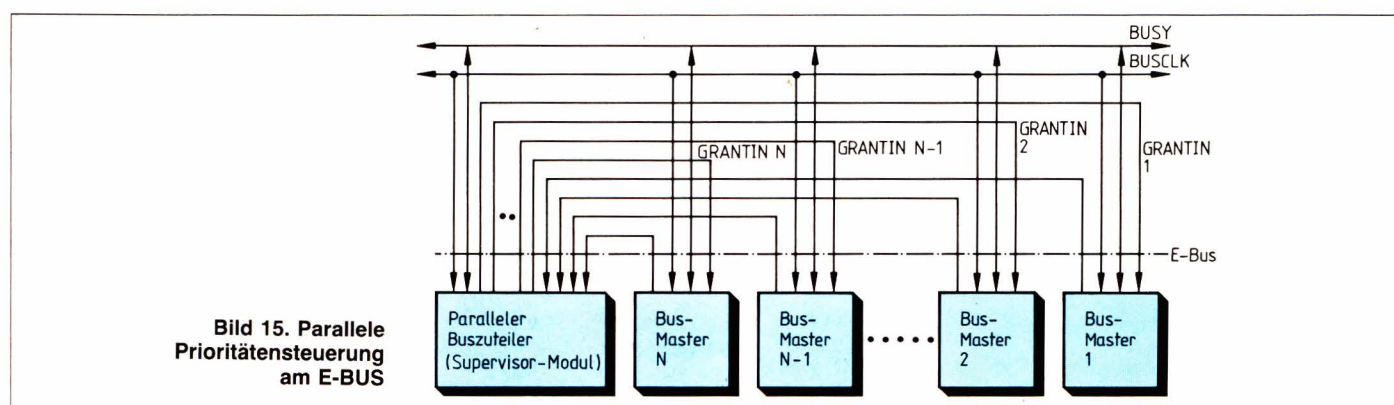 BUSY
BUSCLK
GRANTIN N
GRANTIN N-1
GRANTIN
2
GRANTIN
1
E-Bus
Bild 15. Parallele
Prioritätensteuerung
am E-BUS
Paralleler
Buszuteiler
(Supervisor-Modul)
Bus-
Master
N
Bus-
Master
N-1
Bus-
Master
2
Bus-
Master
1